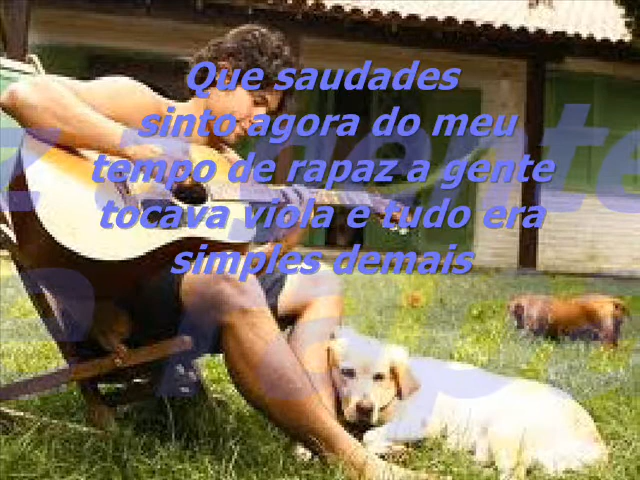 Que saudades
sinto agora do meu
tempo de rapaz a gente
tocava viola e tudo era
simples demais